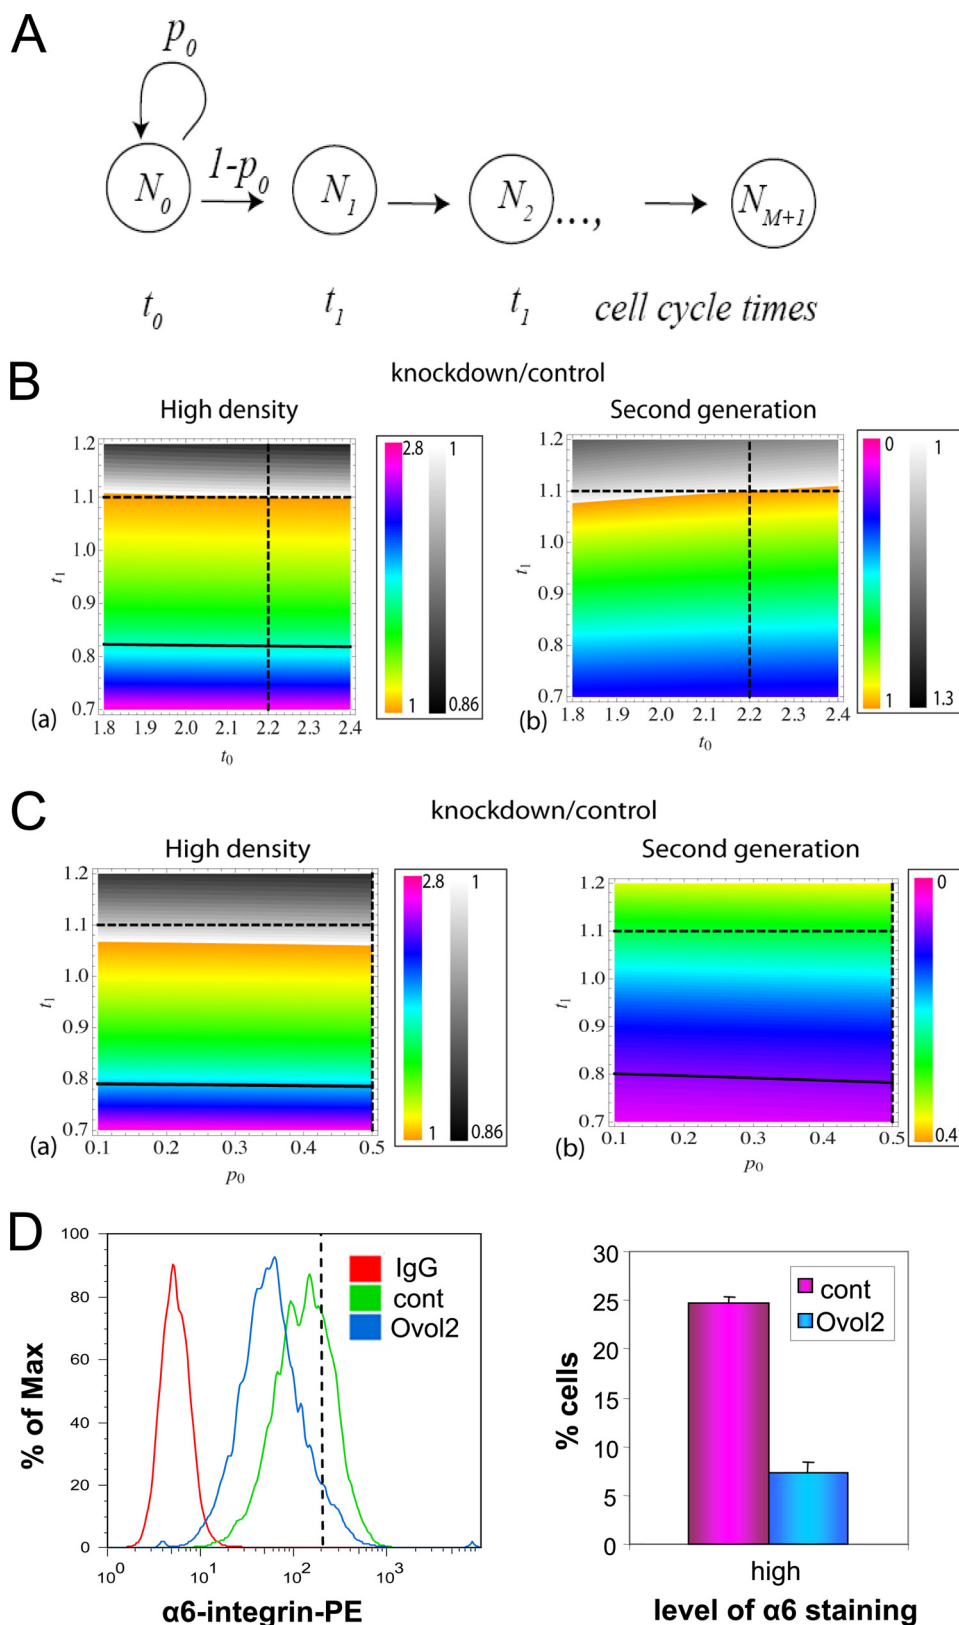 A
p0
1-p0
N0 N1 N2 ..., NM+1
t0 t1 t1 cell cycle times
B
knockdown/control
High density
1.2
1.1
1.0
0.9
0.8
0.7
t1
1.8 1.9 2.0 2.1 2.2 2.3 2.4
t0
(a)
2.8 1
1 0.86
Second generation
1.2
1.1
1.0
0.9
0.8
0.7
t1
1.8 1.9 2.0 2.1 2.2 2.3 2.4
t0
(b)
0 1
1 1.3
C
knockdown/control
High density
1.2
1.1
1.0
0.9
0.8
0.7
t1
0.1 0.2 0.3 0.4 0.5
p0
(a)
2.8 1
1 0.86
Second generation
1.2
1.1
1.0
0.9
0.8
0.7
t1
0.1 0.2 0.3 0.4 0.5
p0
(b)
0
0.4
D
100
80
60
40
20
0
% of Max
10^0 10^1 10^2 10^3
α6-integrin-PE
IgG
cont
Ovol2
30
25
20
15
10
5
0
% cells
cont
Ovol2
high
level of α6 staining